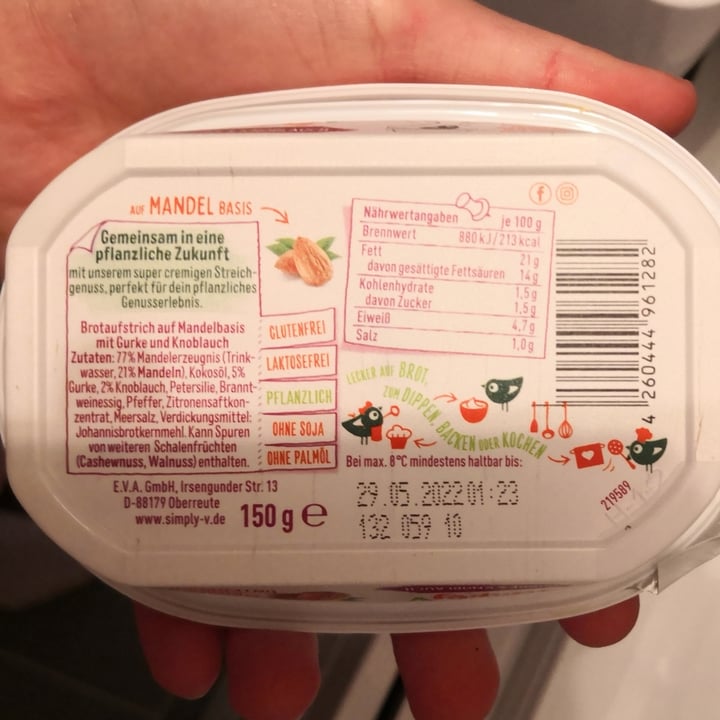 AUF MANDEL BASIS
Gemeinsam in eine
pflanzliche Zukunft
mit unserem super cremigen Streich-
genuss, perfekt für dein pflanzliches
Genusserlebnis.
Brotaufstrich auf Mandelbasis
mit Gurke und Knoblauch
Zutaten: 77% Mandelerzeugnis (Trink-
wasser, 21% Mandeln), Kokosöl, 5%
Gurke, 2% Knoblauch, Petersilie, Brannt-
weinessig, Pfeffer, Zitronensaftkon-
zentrat, Meersalz, Verdickungsmittel:
Johannisbrotkernmehl. Kann Spuren
von weiteren Schalenfrüchten
(Cashewnuss, Walnuss) enthalten.
GLUTENFREI
LAKTOSEFREI
PFLANZLICH
OHNE SOJA
OHNE PALMÖL
E.V.A. GmbH, Irsengunder Str. 13
D-88179 Oberreute
www.simply-v.de
150 g e
Nährwertangaben je 100 g
Brennwert 880 kJ/213 kcal
Fett 21 g
davon gesättigte Fettsäuren 14 g
Kohlenhydrate 1,5 g
davon Zucker 1,5 g
Eiweiß 4,7 g
Salz 1,0 g
LECKER AUF BROT,
ZUM DIPPEN,
BACKEN ODER KOCHEN
Bei max. 8°C mindestens haltbar bis:
29.05.2022 01:23
132 059 10
219589
4 260444 961282